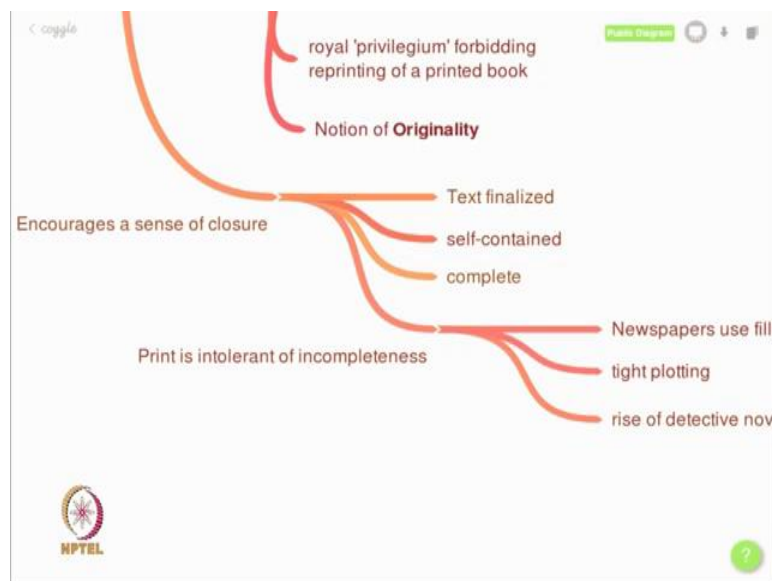 coggle
royal 'privilegium' forbidding
reprinting of a printed book
Public Diagram
Notion of Originality
Text finalized
Encourages a sense of closure
self-contained
complete
Newspapers use fill
Print is intolerant of incompleteness
tight plotting
rise of detective nov
NPTEL
?